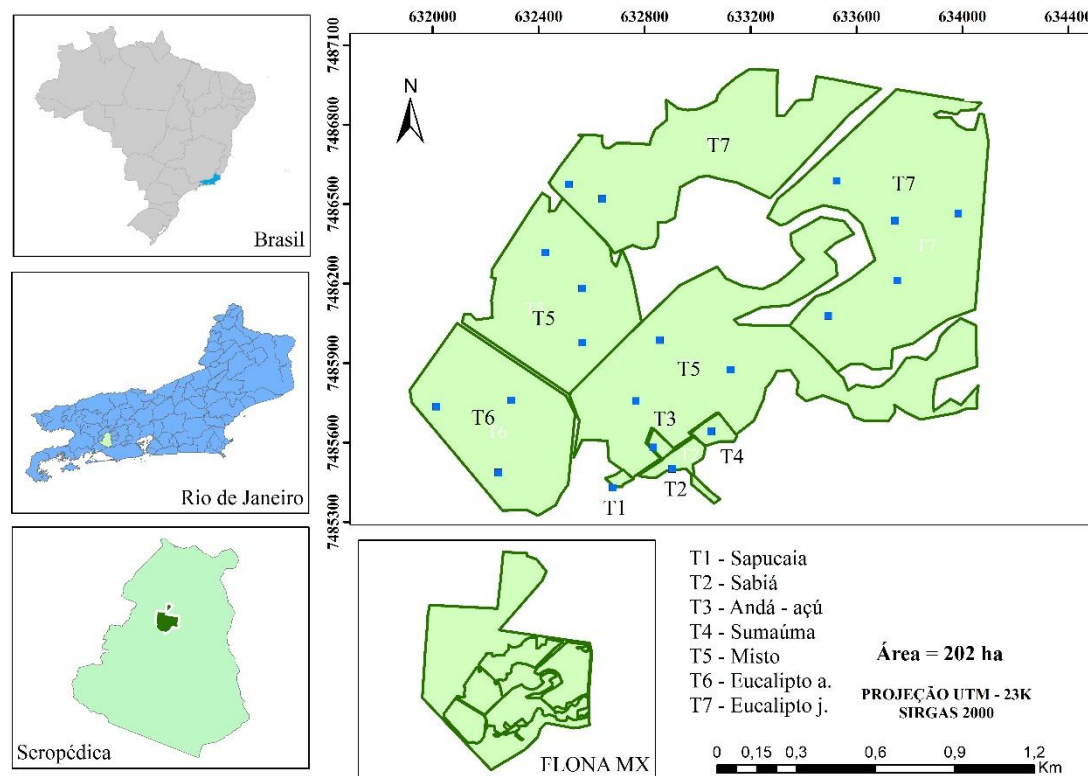 Brasil
Rio de Janeiro
Seropédica
632000 632400 632800 633200 633600 634000 634400
7487100
7486800
7486500
7486200
7485900
7485600
7485300
N
T7
T7
T7
T5
T5
T5
T6
T6
T3
T4
T2
T1
FLONA MX
T1 - Sapucaia
T2 - Sabiá
T3 - Andá - açú
T4 - Sumaúma
T5 - Misto
T6 - Eucalipto a.
T7 - Eucalipto j.
Área = 202 ha
PROJEÇÃO UTM - 23K
SIRGAS 2000
0 0,15 0,3 0,6 0,9 1,2
Km